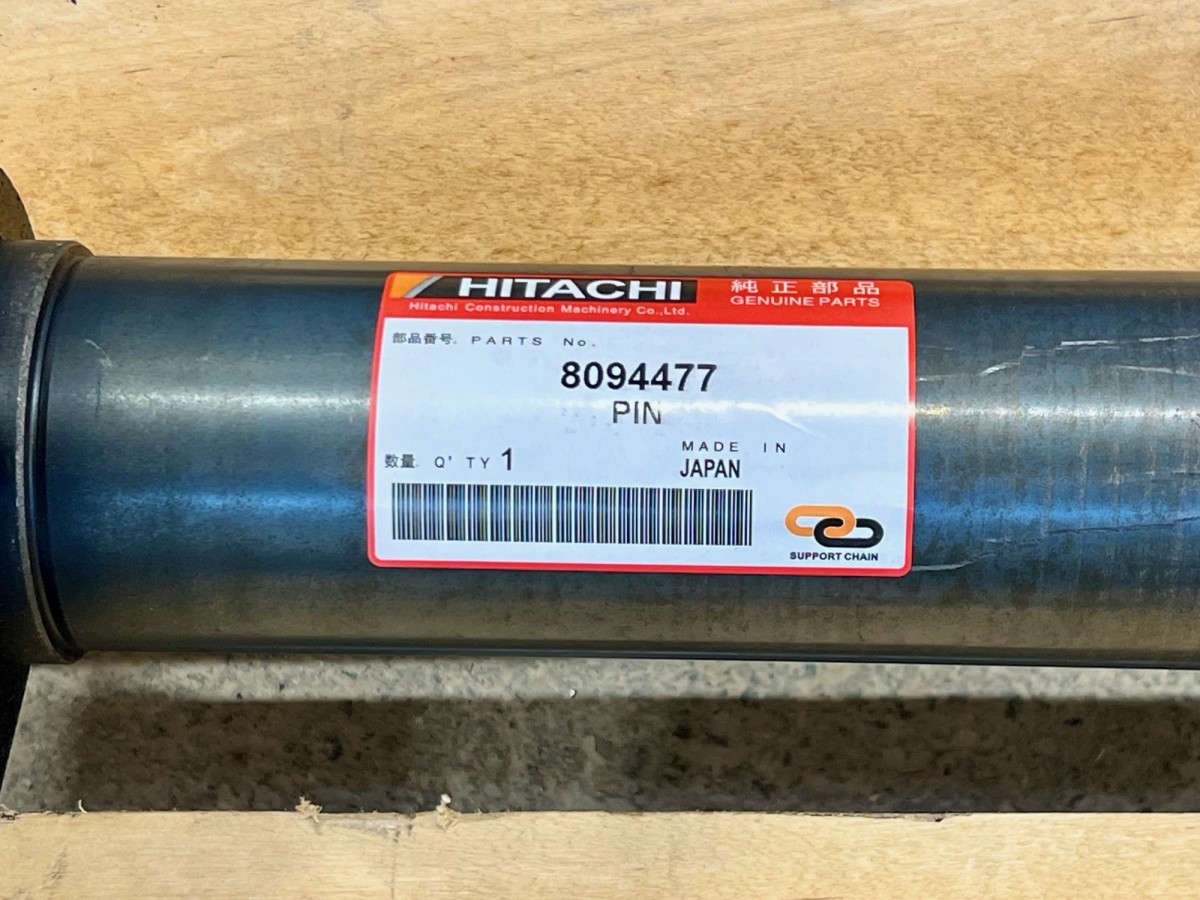 HITACHI
Hitachi Construction Machinery Co.,Ltd.
純正部品
GENUINE PARTS
部品番号. PARTS No.
8094477
PIN
数量. Q' TY 1
MADE IN
JAPAN
SUPPORT CHAIN